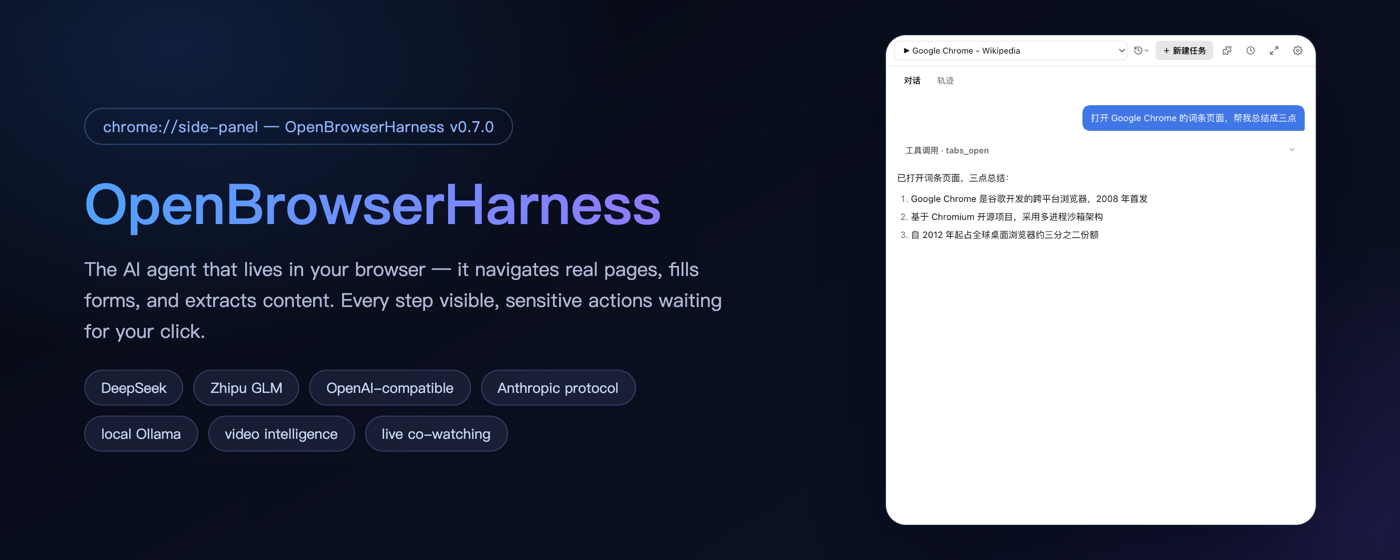 chrome://side-panel — OpenBrowserHarness v0.7.0
OpenBrowserHarness
The AI agent that lives in your browser — it navigates real pages, fills
forms, and extracts content. Every step visible, sensitive actions waiting
for your click.
DeepSeek
Zhipu GLM
OpenAI-compatible
Anthropic protocol
local Ollama
video intelligence
live co-watching
Google Chrome - Wikipedia
+ 新建任务
对话
轨迹
打开 Google Chrome 的词条页面，帮我总结成三点
工具调用 · tabs_open
已打开词条页面，三点总结：
1. Google Chrome 是谷歌开发的跨平台浏览器，2008 年首发
2. 基于 Chromium 开源项目，采用多进程沙箱架构
3. 自 2012 年起占全球桌面浏览器约三分之二份额